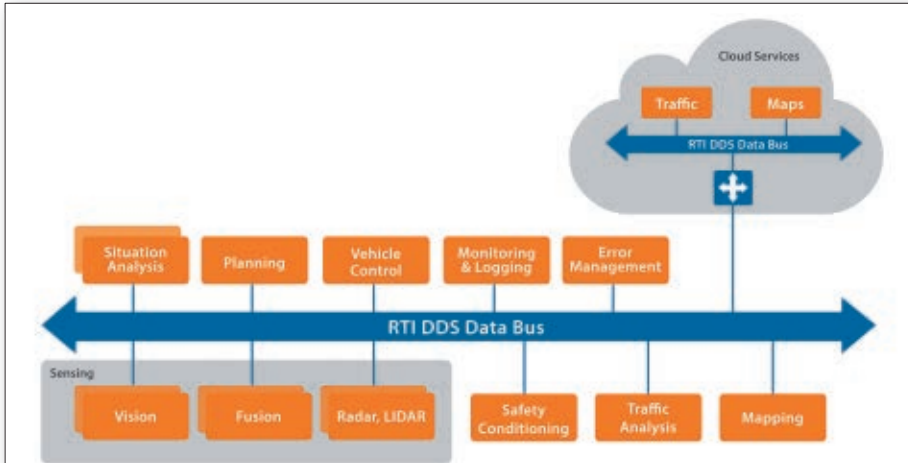 Cloud Services
Traffic
Maps
RTI DDS Data Bus
Situation
Analysis
Planning
Vehicle
Control
Monitoring
& Logging
Error
Management
RTI DDS Data Bus
Sensing
Vision
Fusion
Radar, LIDAR
Safety
Conditioning
Traffic
Analysis
Mapping